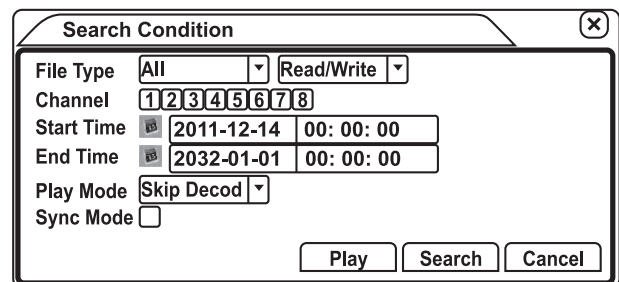 Search Condition
File Type All Read/Write
Channel 1 2 3 4 5 6 7 8
Start Time 2011-12-14 00: 00: 00
End Time 2032-01-01 00: 00: 00
Play Mode Skip Decod
Sync Mode
Play Search Cancel